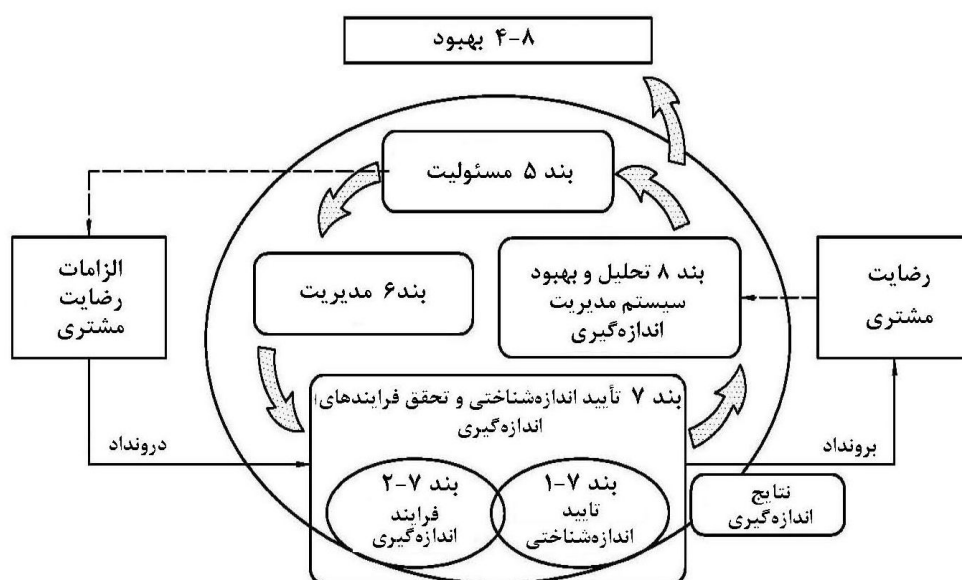 ۴-۸ بهبود
بند ۵ مسئولیت
الزامات
رضایت
مشتری
بند۶ مدیریت
بند ۸ تحلیل و بهبود
سیستم مدیریت
اندازه‌گیری
رضایت
مشتری
بند ۷ تأیید اندازه‌شناختی و تحقق فرایندهای)
اندازه‌گیری
درونداد
برونداد
بند ۷-۱
تایید
اندازه‌شناختی
بند ۷-۲
فرایند
اندازه‌گیری
نتایج
اندازه‌گیری